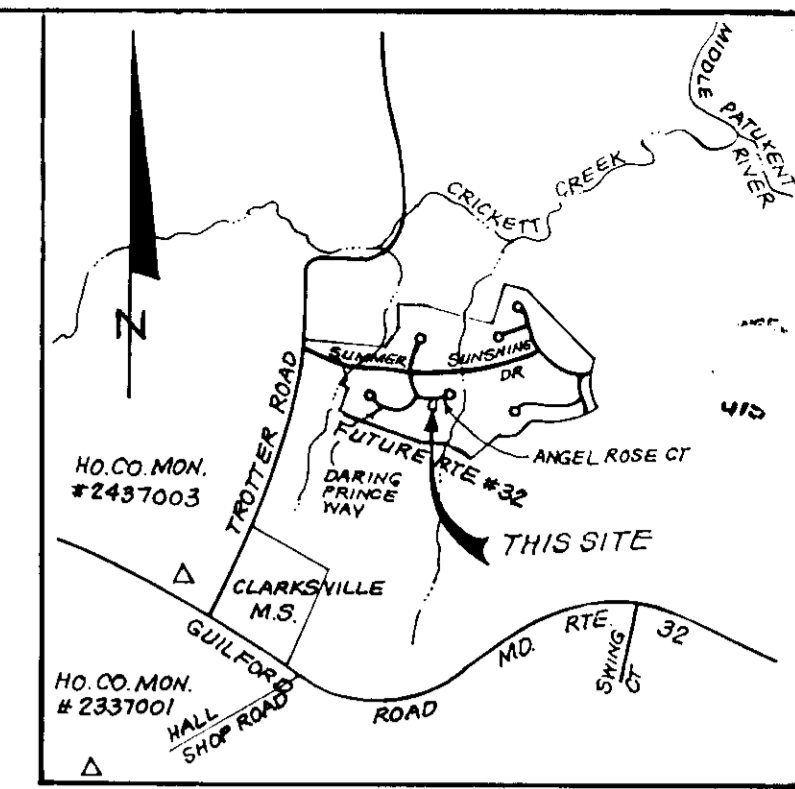 MIDDLE
PATUXENT
RIVER
CRICKETT CREEK
N
SUMMER SUNSHINE
DR
TROTTER ROAD
412
HO. CO. MON.
#2437003
FUTURE RTE #32
ANGEL ROSE CT
DARING
PRINCE
WAY
THIS SITE
CLARKSVILLE
M.S.
GUILFORD ROAD
MD. RTE. 32
SWING
CT
HO. CO. MON.
# 2337001
HALL
SHOP ROAD